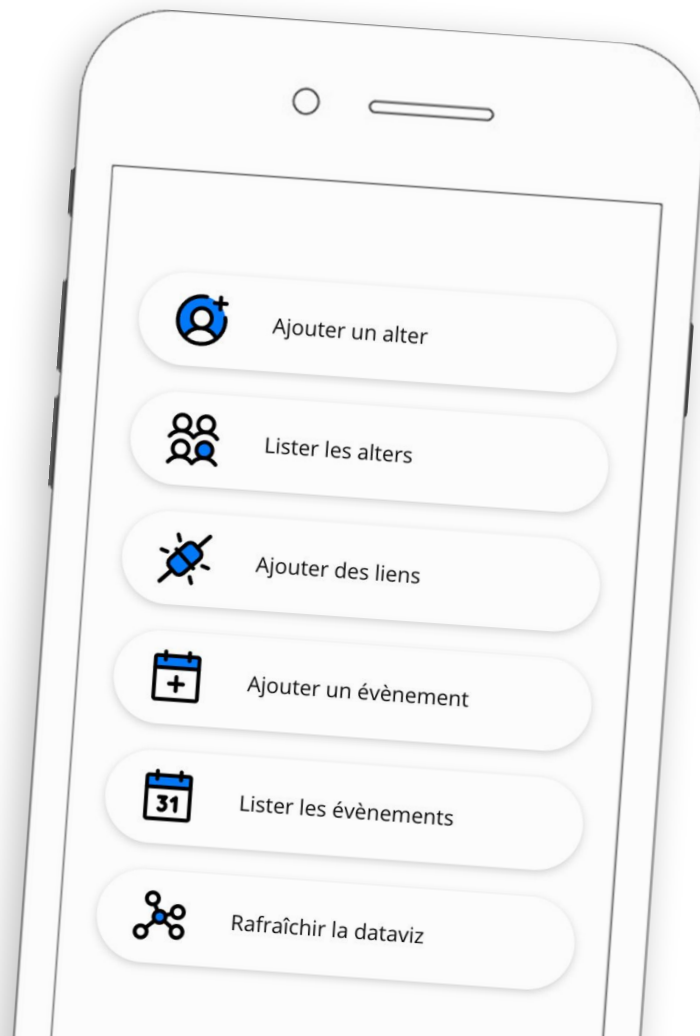 Ajouter un alter
Lister les alters
Ajouter des liens
Ajouter un évènement
31
Lister les évènements
Rafraîchir la dataviz